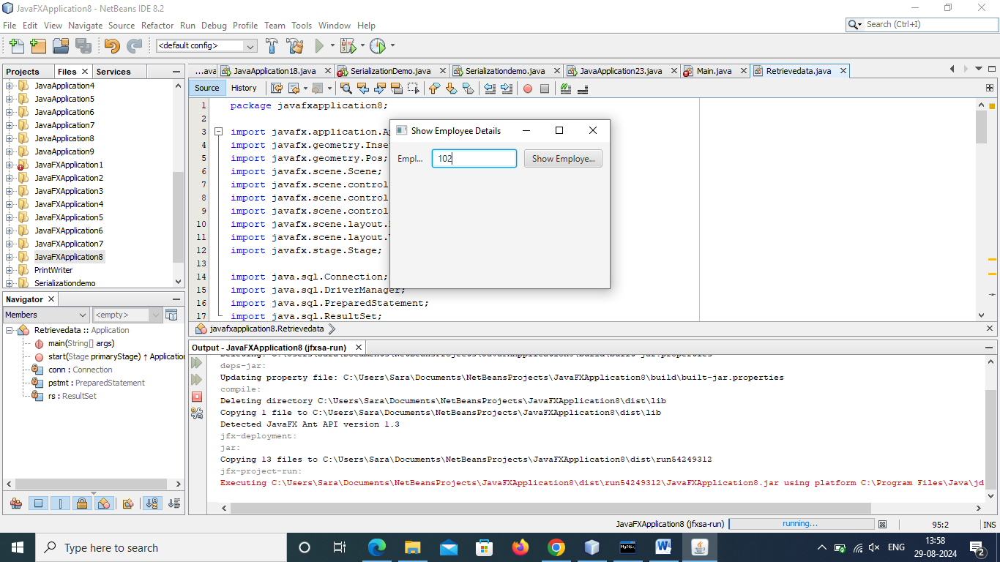 JavaFXApplication8 - NetBeans IDE 8.2
File Edit View Navigate Source Refactor Run Debug Profile Team Tools Window Help
Search (Ctrl+I)
<default config>
Projects Files Services
...ava JavaApplication18.java SerializationDemo.java Serializationdemo.java JavaApplication23.java Main.java Retrievedata.java
Source History
JavaApplication4
JavaApplication5
JavaApplication6
JavaApplication7
JavaApplication8
JavaApplication9
JavaFXApplication1
JavaFXApplication2
JavaFXApplication3
JavaFXApplication4
JavaFXApplication5
JavaFXApplication6
JavaFXApplication7
JavaFXApplication8
PrintWriter
Serializationdemo
1 package javafxapplication8;
2
3 import javafx.application.A
4 import javafx.geometry.Inse
5 import javafx.geometry.Pos;
6 import javafx.scene.Scene;
7 import javafx.scene.control
8 import javafx.scene.control
9 import javafx.scene.control
10 import javafx.scene.layout.
11 import javafx.scene.layout.
12 import javafx.stage.Stage;
13
14 import java.sql.Connection;
15 import java.sql.DriverManager;
16 import java.sql.PreparedStatement;
17 import java.sql.ResultSet;
Show Employee Details
Empl... 102 Show Employe...
javafxapplication8.Retrievedata
Navigator
Members <empty>
Retrievedata :: Application
main(String[] args)
start(Stage primaryStage) ↑ Application
conn : Connection
pstmt : PreparedStatement
rs : ResultSet
Output - JavaFXApplication8 (jfxsa-run)
Deleting: C:\Users\Sara\Documents\NetBeansProjects\JavaFXApplication8\build\built-jar.properties
deps-jar:
Updating property file: C:\Users\Sara\Documents\NetBeansProjects\JavaFXApplication8\build\built-jar.properties
compile:
Deleting directory C:\Users\Sara\Documents\NetBeansProjects\JavaFXApplication8\dist\lib
Copying 1 file to C:\Users\Sara\Documents\NetBeansProjects\JavaFXApplication8\dist\lib
Detected JavaFX Ant API version 1.3
jfx-deployment:
jar:
Copying 13 files to C:\Users\Sara\Documents\NetBeansProjects\JavaFXApplication8\dist\run54249312
jfx-project-run:
Executing C:\Users\Sara\Documents\NetBeansProjects\JavaFXApplication8\dist\run54249312\JavaFXApplication8.jar using platform C:\Program Files\Java\jd
JavaFXApplication8 (jfxsa-run) running... 95:2 INS
Type here to search
ENG
13:58
29-08-2024
2